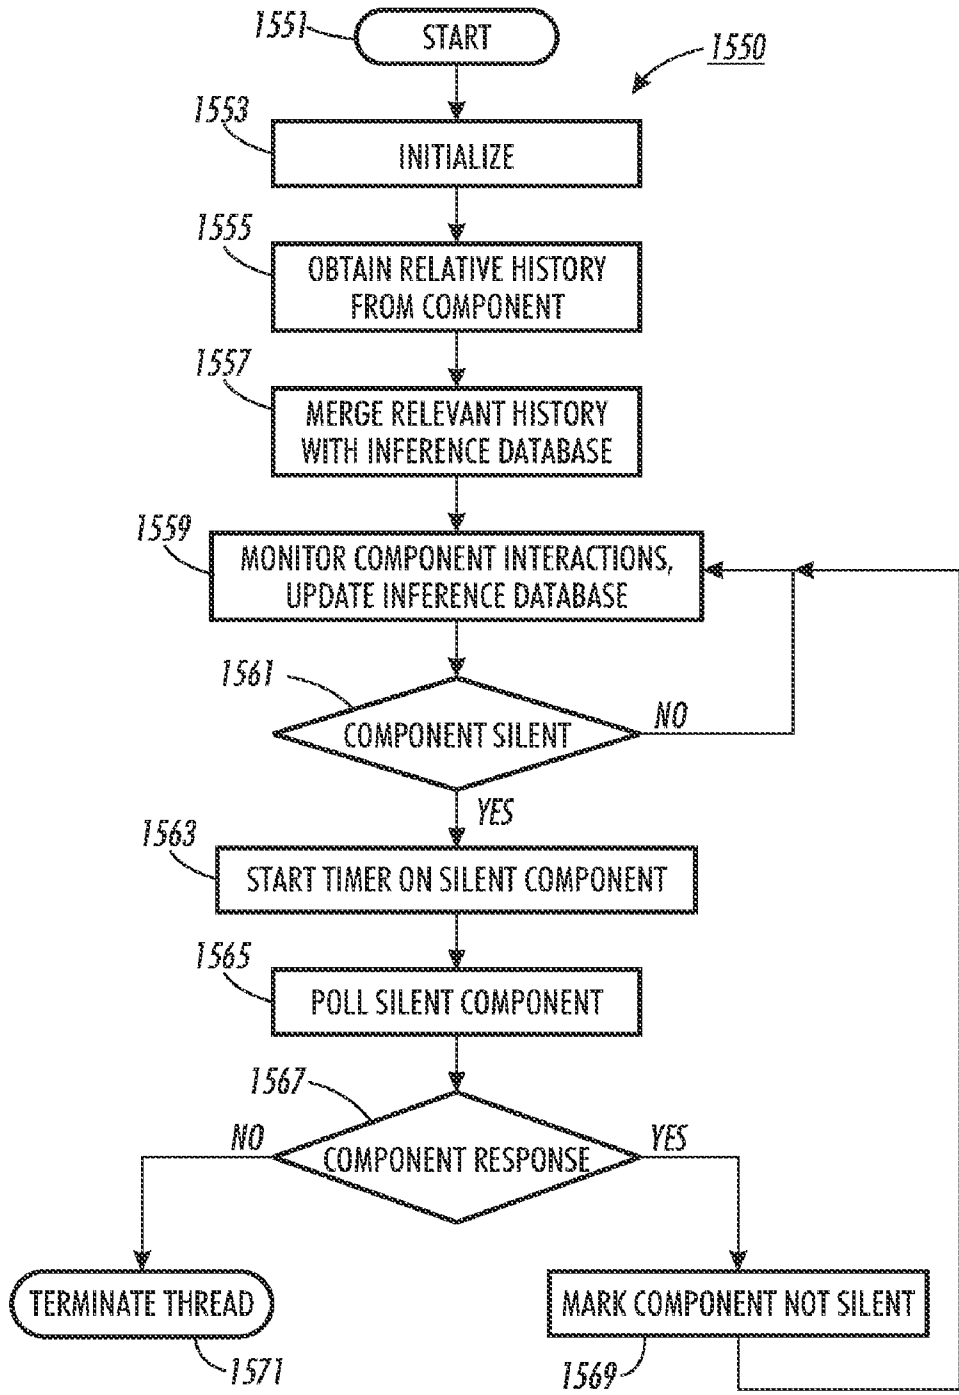 1551
START
1550
1553
INITIALIZE
1555
OBTAIN RELATIVE HISTORY
FROM COMPONENT
1557
MERGE RELEVANT HISTORY
WITH INFERENCE DATABASE
1559
MONITOR COMPONENT INTERACTIONS,
UPDATE INFERENCE DATABASE
1561
COMPONENT SILENT
NO
YES
1563
START TIMER ON SILENT COMPONENT
1565
POLL SILENT COMPONENT
1567
NO
COMPONENT RESPONSE
YES
TERMINATE THREAD
MARK COMPONENT NOT SILENT
1571
1569